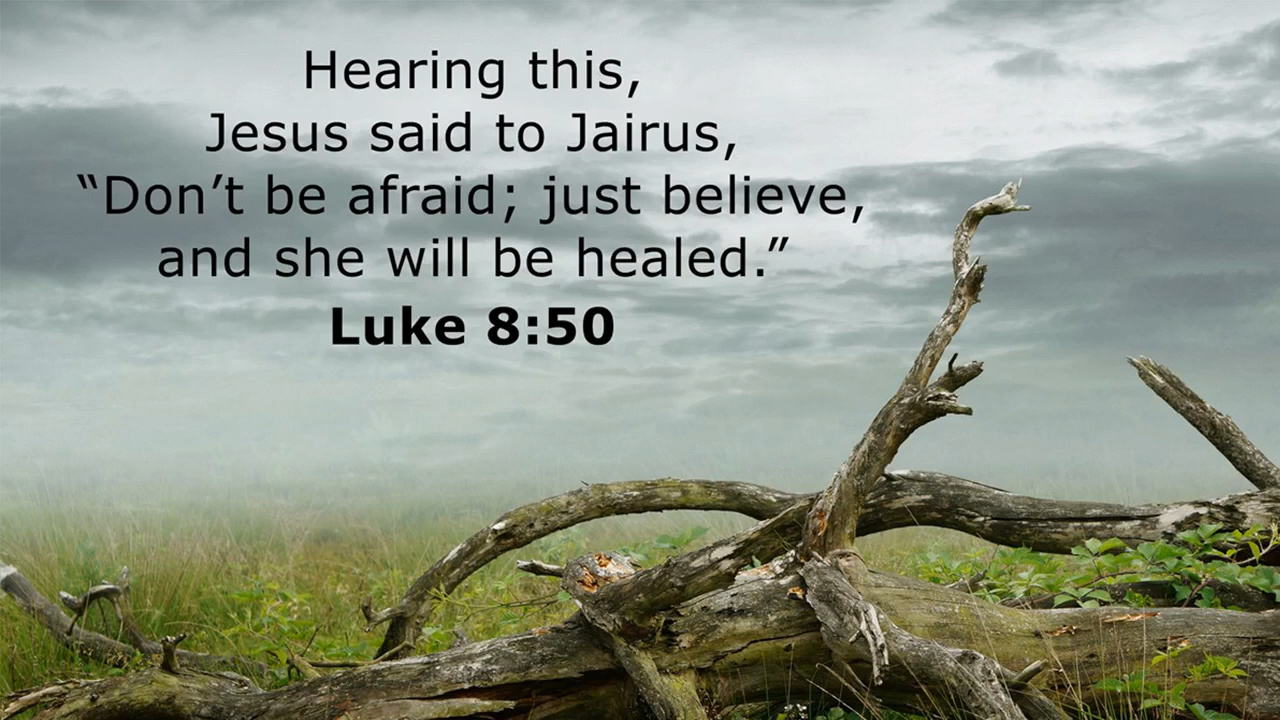 Hearing this,
Jesus said to Jairus,
“Don’t be afraid; just believe,
and she will be healed.”
Luke 8:50